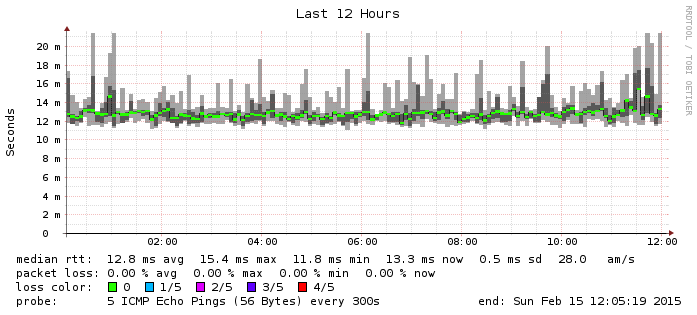 Last 12 Hours
RRDTOOL / TOBI OETIKER
Seconds
20 m
18 m
16 m
14 m
12 m
10 m
8 m
6 m
4 m
2 m
0
02:00 04:00 06:00 08:00 10:00 12:00
median rtt: 12.8 ms avg 15.4 ms max 11.8 ms min 13.3 ms now 0.5 ms sd 28.0 am/s
packet loss: 0.00 % avg 0.00 % max 0.00 % min 0.00 % now
loss color: 0 1/5 2/5 3/5 4/5
probe: 5 ICMP Echo Pings (56 Bytes) every 300s end: Sun Feb 15 12:05:19 2015